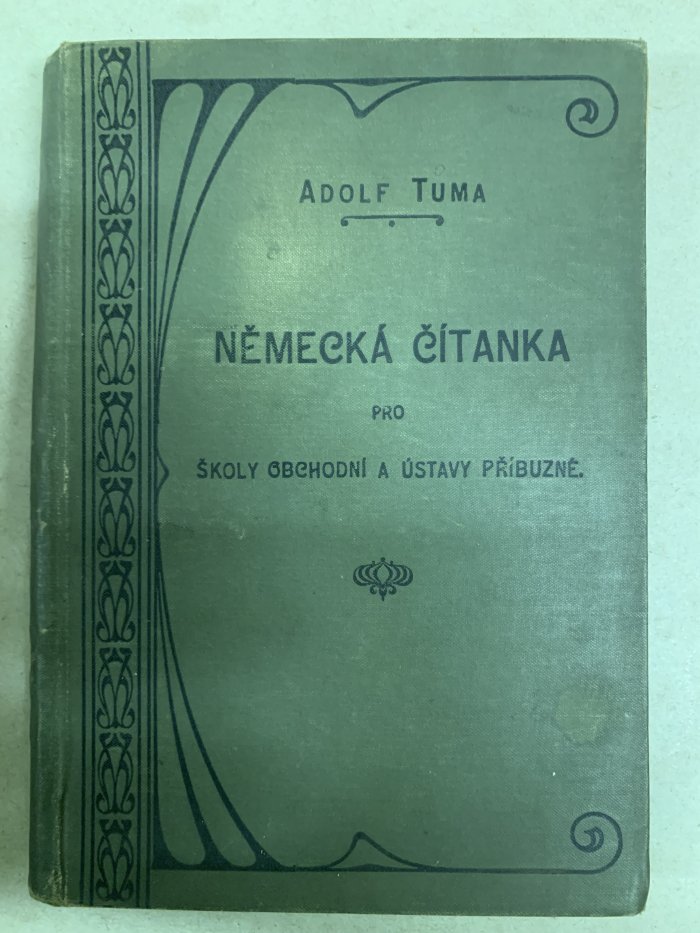 ADOLF TUMA
NĚMECKÁ ČÍTANKA
PRO
ŠKOLY OBCHODNÍ A ÚSTAVY PŘÍBUZNÉ.